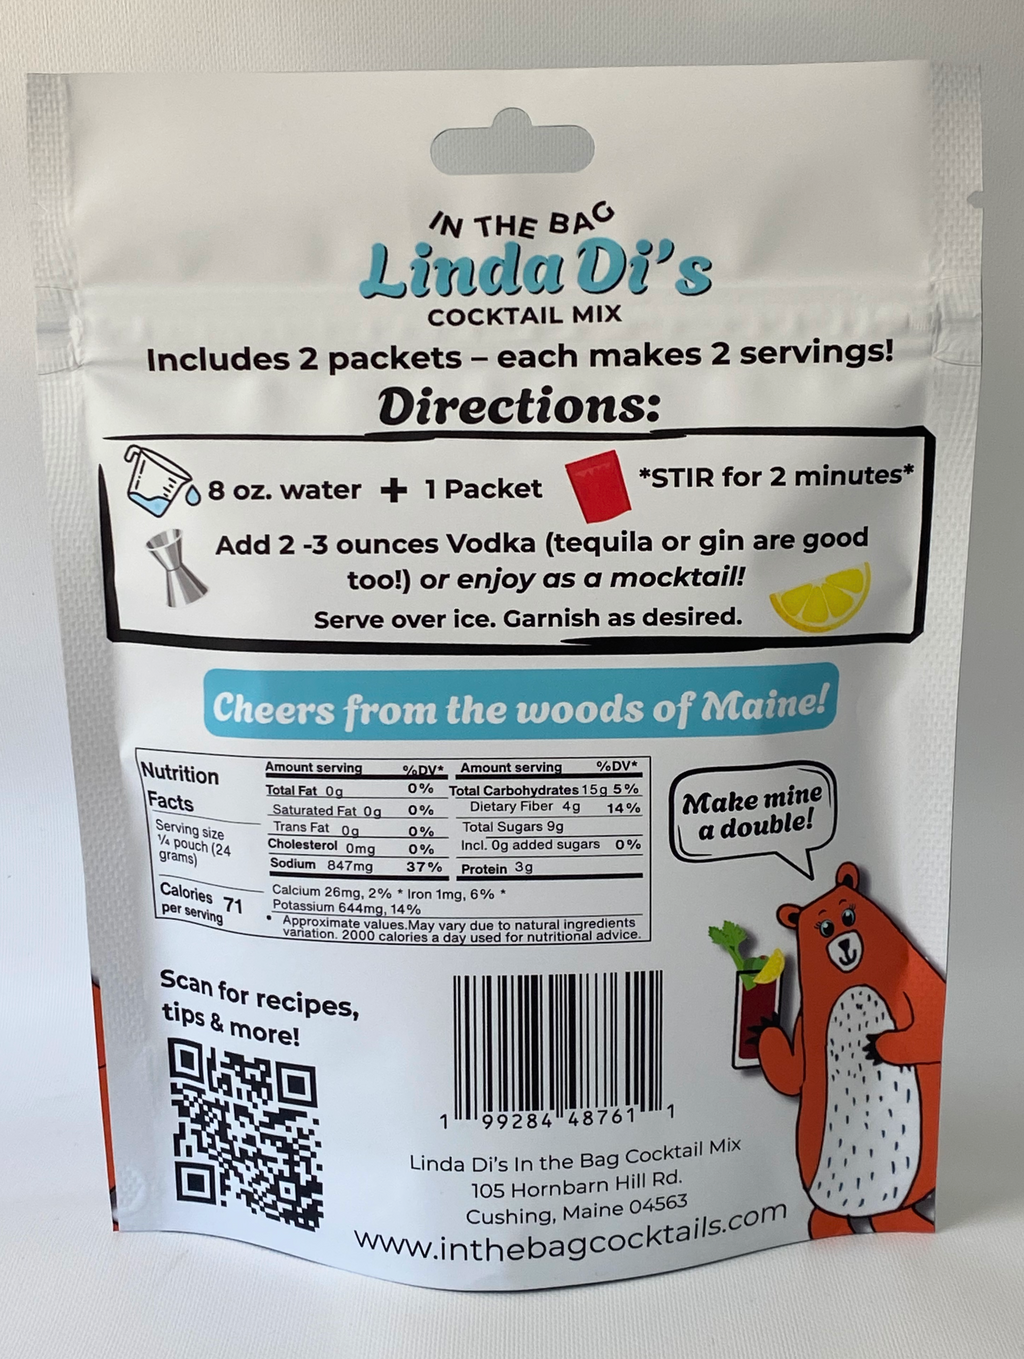 IN THE BAG
Linda Di's
COCKTAIL MIX
Includes 2 packets – each makes 2 servings!
Directions:
8 oz. water + 1 Packet *STIR for 2 minutes*
Add 2 -3 ounces Vodka (tequila or gin are good
too!) or enjoy as a mocktail!
Serve over ice. Garnish as desired.
Cheers from the woods of Maine!
Nutrition
Facts
Serving size
¼ pouch (24
grams)
Calories 71
per serving
Amount serving %DV*
Total Fat 0g 0%
Saturated Fat 0g 0%
Trans Fat 0g 0%
Cholesterol 0mg 0%
Sodium 847mg 37%
Amount serving %DV*
Total Carbohydrates 15g 5%
Dietary Fiber 4g 14%
Total Sugars 9g
Incl. 0g added sugars 0%
Protein 3g
Calcium 26mg, 2% * Iron 1mg, 6% *
Potassium 644mg, 14%
* Approximate values.May vary due to natural ingredients
variation. 2000 calories a day used for nutritional advice.
Make mine
a double!
Scan for recipes,
tips & more!
1 99284 48761 1
Linda Di's In the Bag Cocktail Mix
105 Hornbarn Hill Rd.
Cushing, Maine 04563
www.inthebagcocktails.com